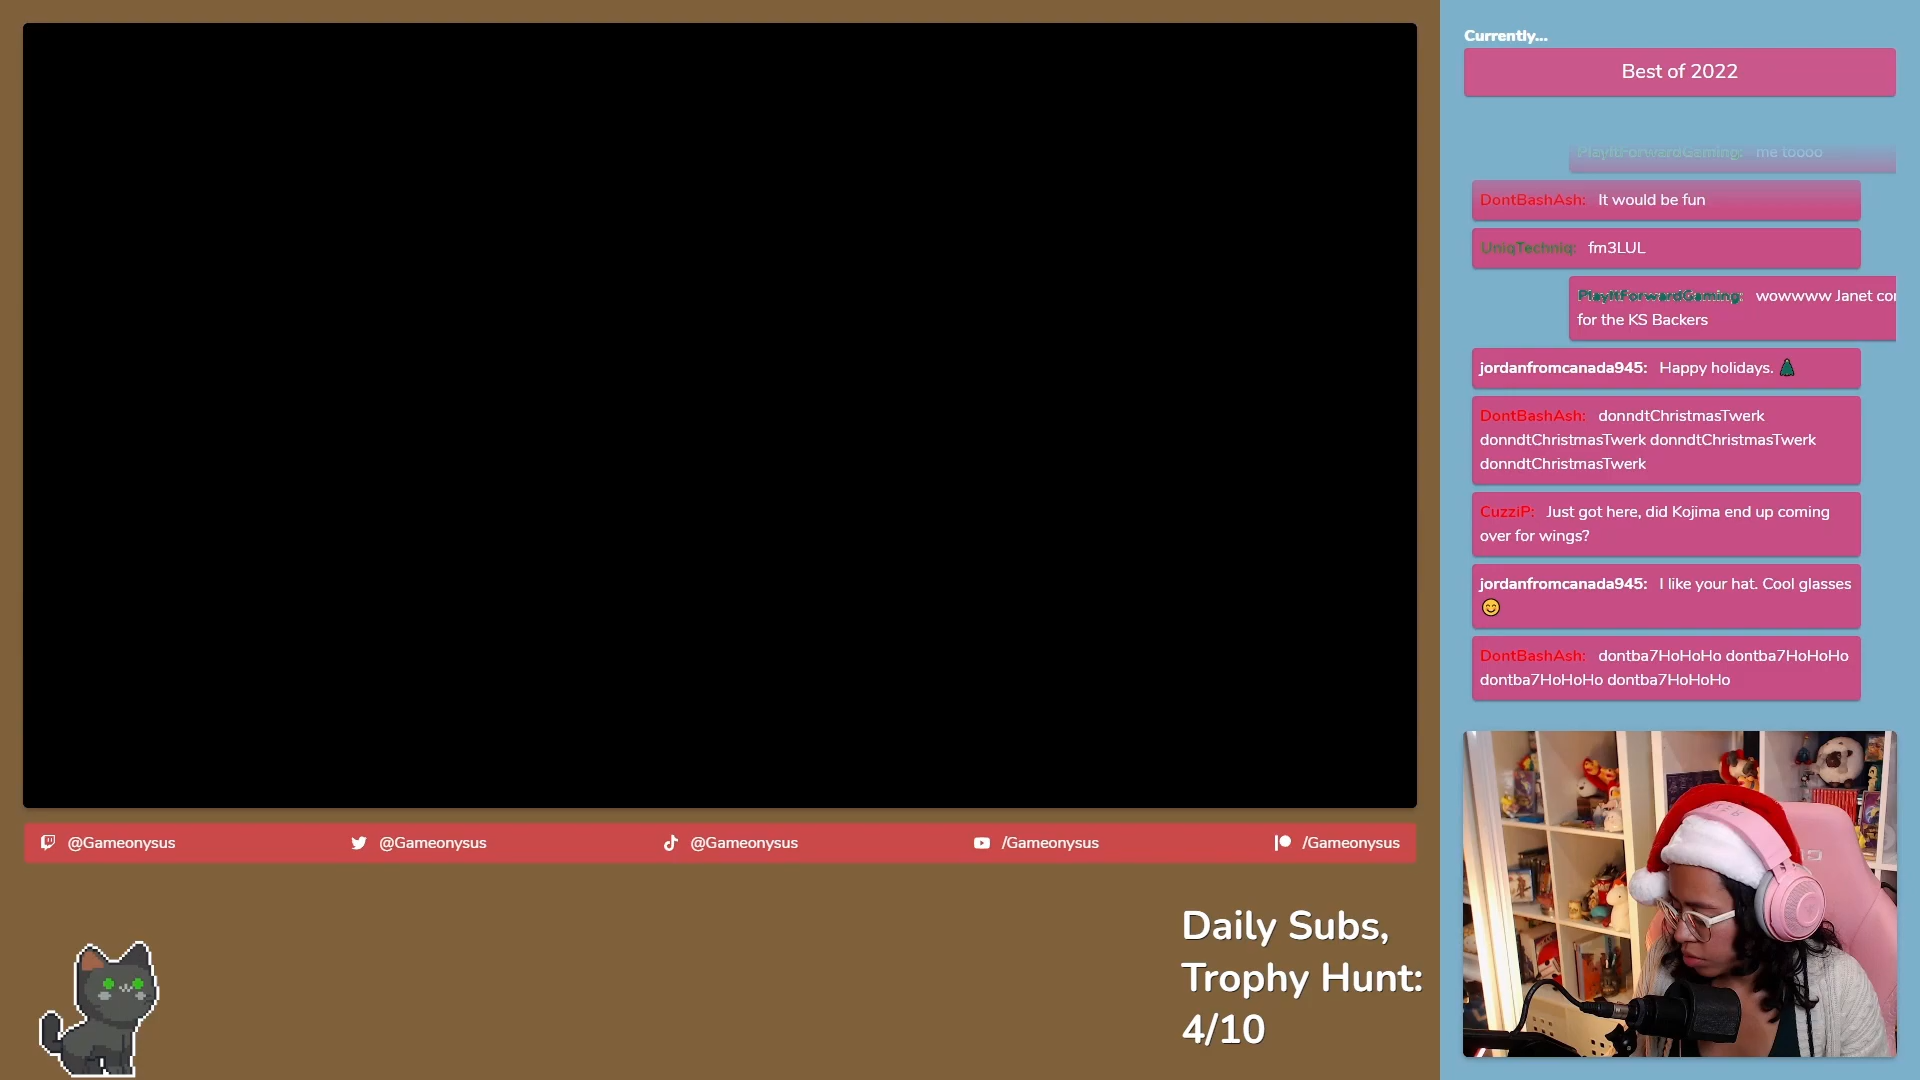 Currently...
Best of 2022
PlayItForwardGaming: me toooo
DontBashAsh: It would be fun
UniqTechniq: fm3LUL
PlayItForwardGaming: wowwww Janet
for the KS Backers
jordanfromcanada945: Happy holidays. 🌲
DontBashAsh: donndtChristmasTwerk
donndtChristmasTwerk donndtChristmasTwerk
donndtChristmasTwerk
CuzziP: Just got here, did Kojima end up coming
over for wings?
jordanfromcanada945: I like your hat. Cool glasses
😊
DontBashAsh: dontba7HoHoHo dontba7HoHoHo
dontba7HoHoHo dontba7HoHoHo
@Gameonysus @Gameonysus @Gameonysus /Gameonysus /Gameonysus
Daily Subs,
Trophy Hunt:
4/10